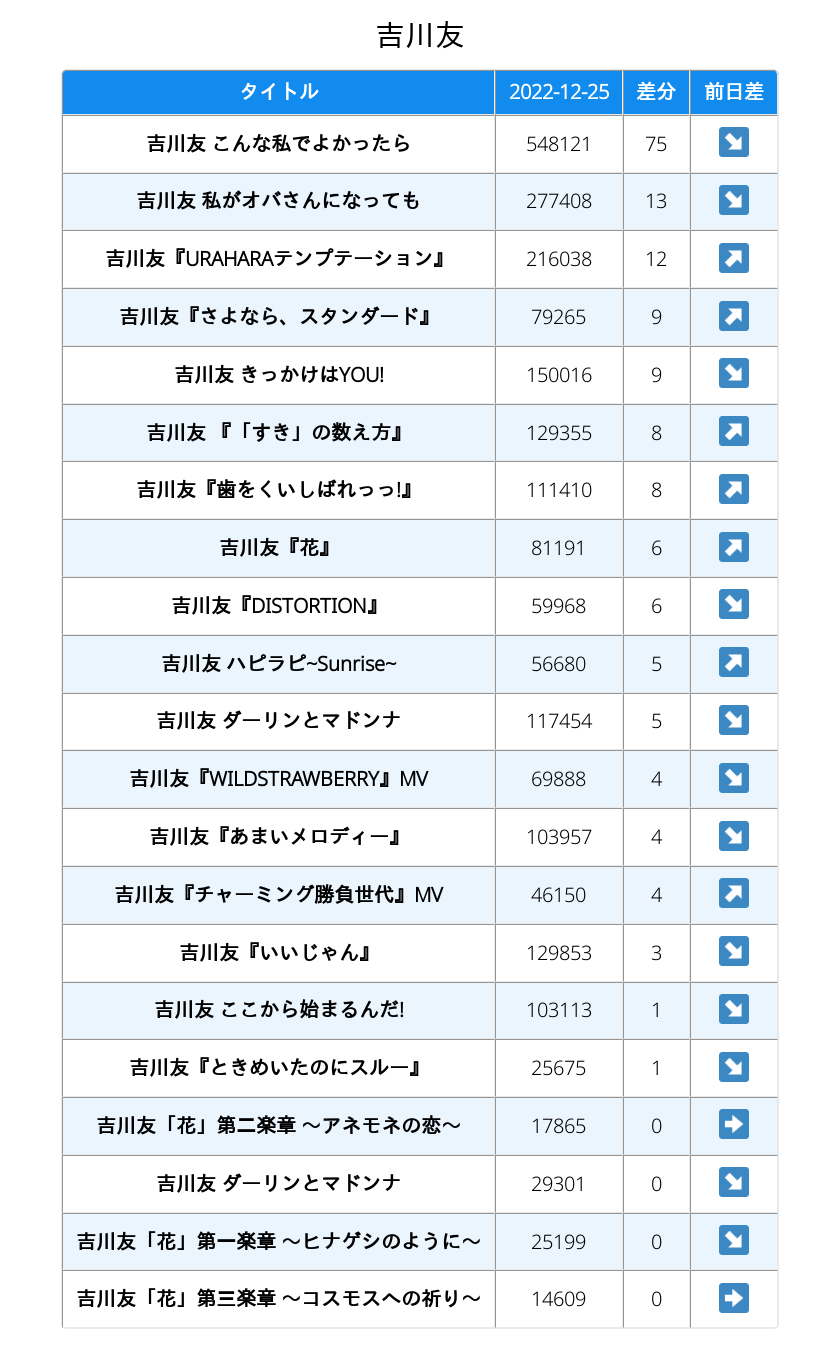 吉川友
タイトル 2022-12-25 差分 前日差
吉川友 こんな私でよかったら 548121 75 ↘
吉川友 私がオバさんになっても 277408 13 ↘
吉川友『URAHARAテンプテーション』 216038 12 ↗
吉川友『さよなら、スタンダード』 79265 9 ↗
吉川友 きっかけはYOU! 150016 9 ↘
吉川友 『「すき」の数え方』 129355 8 ↗
吉川友『歯をくいしばれっっ!』 111410 8 ↗
吉川友『花』 81191 6 ↗
吉川友『DISTORTION』 59968 6 ↘
吉川友 ハピラピ~Sunrise~ 56680 5 ↗
吉川友 ダーリンとマドンナ 117454 5 ↘
吉川友『WILDSTRAWBERRY』MV 69888 4 ↘
吉川友『あまいメロディー』 103957 4 ↘
吉川友『チャーミング勝負世代』MV 46150 4 ↗
吉川友『いいじゃん』 129853 3 ↘
吉川友 ここから始まるんだ! 103113 1 ↘
吉川友『ときめいたのにスルー』 25675 1 ↘
吉川友「花」第二楽章 〜アネモネの恋〜 17865 0 →
吉川友 ダーリンとマドンナ 29301 0 ↘
吉川友「花」第一楽章 〜ヒナゲシのように〜 25199 0 ↘
吉川友「花」第三楽章 〜コスモスへの祈り〜 14609 0 →